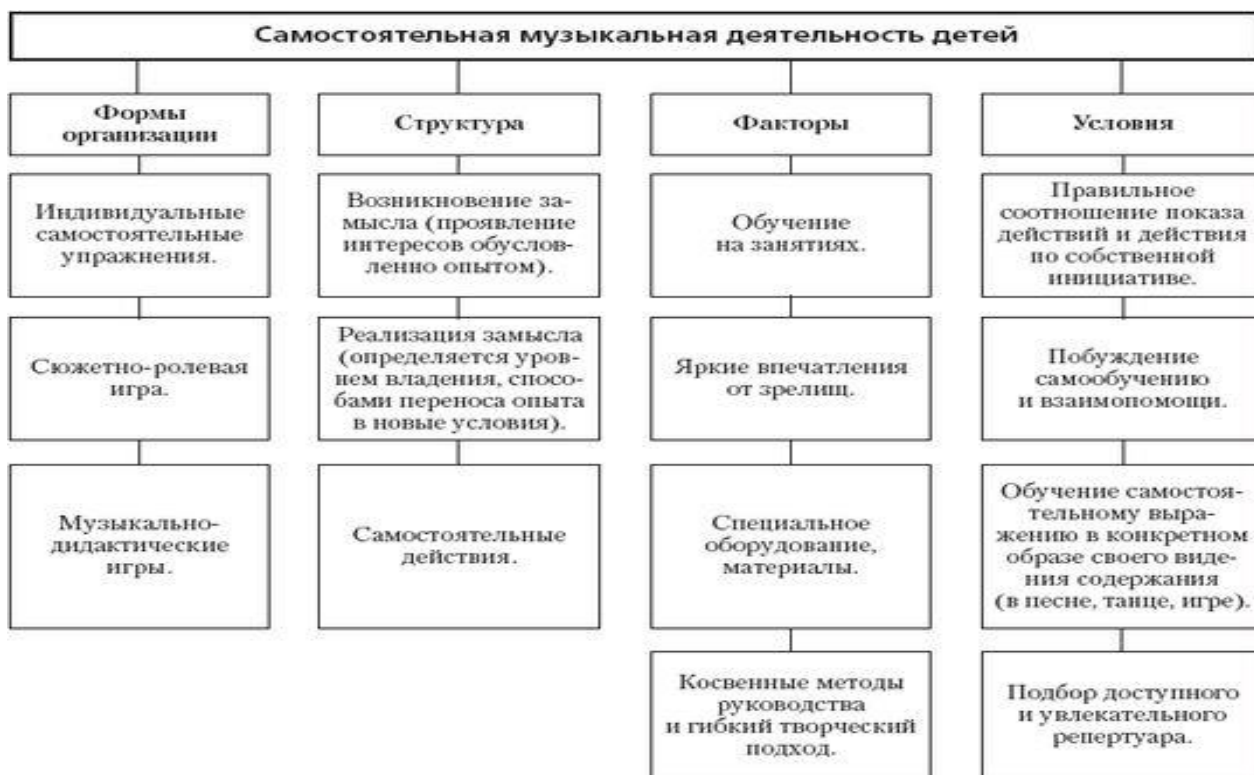 Самостоятельная музыкальная деятельность детей
Формы
организации
Индивидуальные
самостоятельные
упражнения.
Сюжетно-ролевая
игра.
Музыкально-
дидактические
игры.
Структура
Возникновение за-
мысла (проявление
интересов обуслов-
ленно опытом).
Реализация замысла
(определяется уров-
нем владения, спосо-
бами переноса опыта
в новые условия).
Самостоятельные
действия.
Факторы
Обучение
на занятиях.
Яркие впечатления
от зрелищ.
Специальное
оборудование,
материалы.
Косвенные методы
руководства
и гибкий творческий
подход.
Условия
Правильное
соотношение показа
действий и действия
по собственной
инициативе.
Побуждение
самообучению
и взаимопомощи.
Обучение самостоя-
тельному выра-
жению в конкретном
образе своего виде-
ния содержания
(в песне, танце, игре).
Подбор доступного
и увлекательного
репертуара.